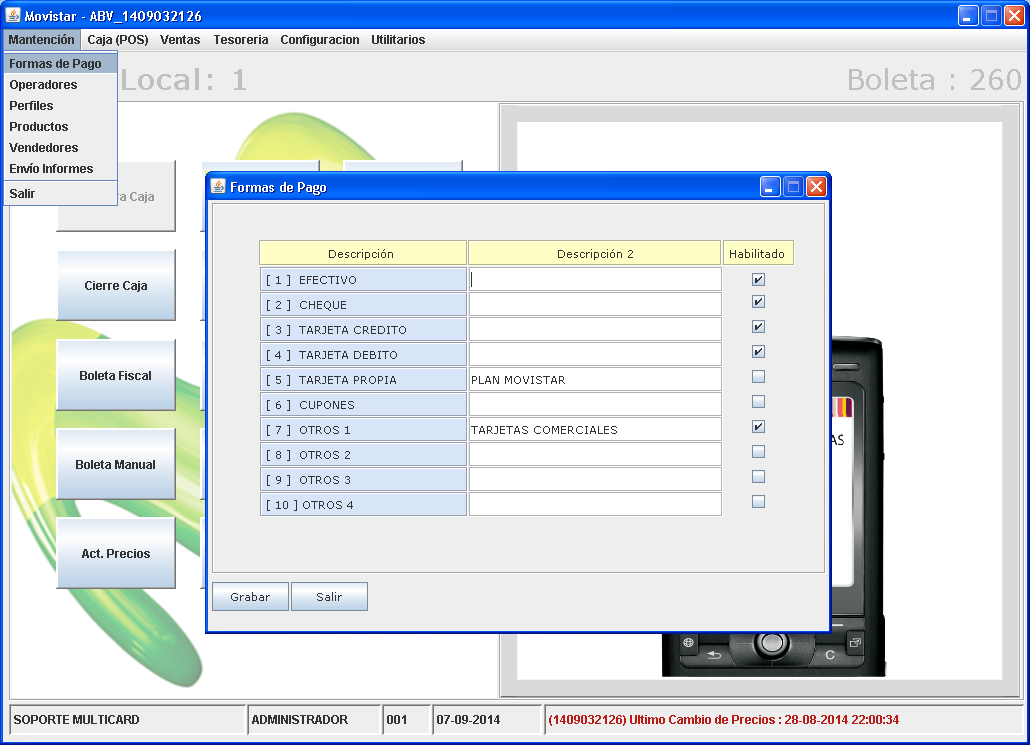 Movistar - ABV_1409032126
Mantención Caja (POS) Ventas Tesoreria Configuracion Utilitarios
Formas de Pago
Operadores
Perfiles
Productos
Vendedores
Envío Informes
Salir
Local: 1
Boleta : 260
Caja
Cierre Caja
Boleta Fiscal
Boleta Manual
Act. Precios
Formas de Pago
Descripción Descripción 2 Habilitado
[ 1 ] EFECTIVO
[ 2 ] CHEQUE
[ 3 ] TARJETA CREDITO
[ 4 ] TARJETA DEBITO
[ 5 ] TARJETA PROPIA PLAN MOVISTAR
[ 6 ] CUPONES
[ 7 ] OTROS 1 TARJETAS COMERCIALES
[ 8 ] OTROS 2
[ 9 ] OTROS 3
[ 10 ] OTROS 4
Grabar Salir
AS
C
SOPORTE MULTICARD ADMINISTRADOR 001 07-09-2014 (1409032126) Ultimo Cambio de Precios : 28-08-2014 22:00:34